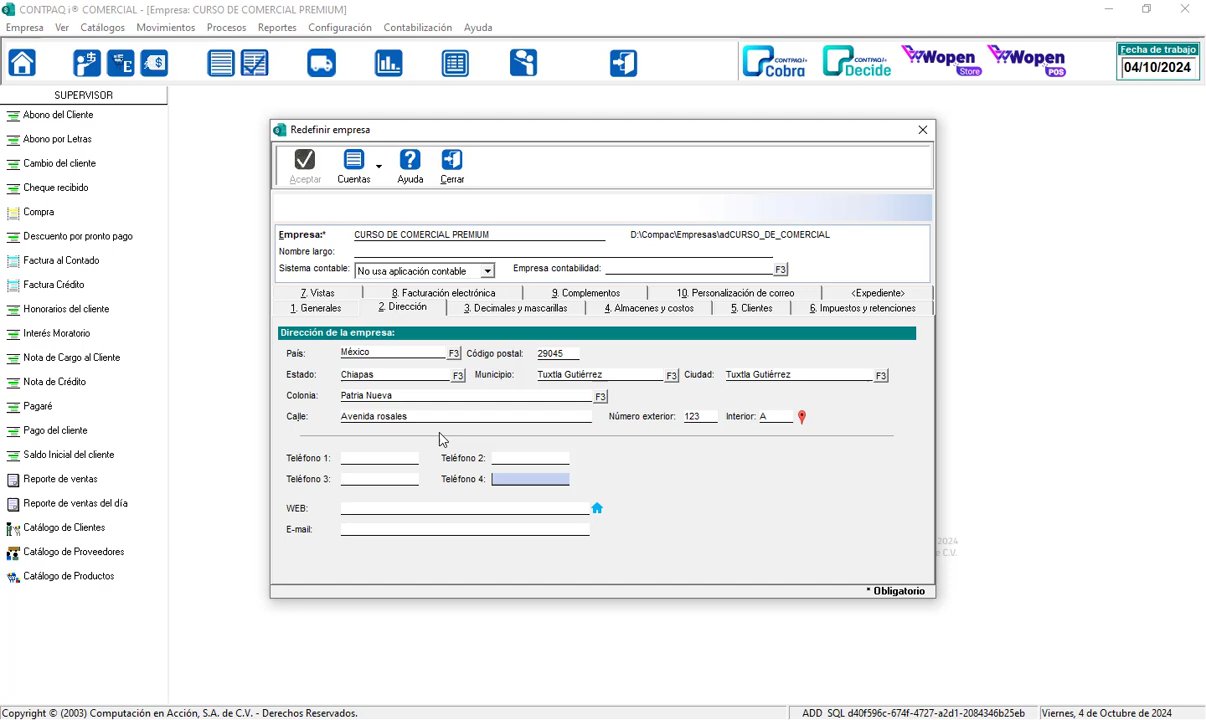 CONTPAQ i® COMERCIAL - [Empresa: CURSO DE COMERCIAL PREMIUM]
Empresa Ver Catálogos Movimientos Procesos Reportes Configuración Contabilización Ayuda
CONTPAQi Cobra CONTPAQi Decide Wopen Store Wopen POS
Fecha de trabajo
04/10/2024
SUPERVISOR
Abono del Cliente
Abono por Letras
Cambio del cliente
Cheque recibido
Compra
Descuento por pronto pago
Factura al Contado
Factura Crédito
Honorarios del cliente
Interés Moratorio
Nota de Cargo al Cliente
Nota de Crédito
Pagaré
Pago del cliente
Saldo Inicial del cliente
Reporte de ventas
Reporte de ventas del día
Catálogo de Clientes
Catálogo de Proveedores
Catálogo de Productos
Redefinir empresa
Aceptar Cuentas Ayuda Cerrar
Empresa:* CURSO DE COMERCIAL PREMIUM D:\Compac\Empresas\adCURSO_DE_COMERCIAL
Nombre largo:
Sistema contable: No usa aplicación contable Empresa contabilidad: F3
7. Vistas 8. Facturación electrónica 9. Complementos 10. Personalización de correo <Expediente>
1. Generales 2. Dirección 3. Decimales y mascarillas 4. Almacenes y costos 5. Clientes 6. Impuestos y retenciones
Dirección de la empresa:
País: México F3 Código postal: 29045
Estado: Chiapas F3 Municipio: Tuxtla Gutiérrez F3 Ciudad: Tuxtla Gutiérrez F3
Colonia: Patria Nueva F3
Calle: Avenida rosales Número exterior: 123 Interior: A
Teléfono 1: Teléfono 2:
Teléfono 3: Teléfono 4:
WEB:
E-mail:
2024
e C.V.
* Obligatorio
Copyright © (2003) Computación en Acción, S.A. de C.V. - Derechos Reservados. ADD SQL d40f596c-674f-4727-a2d1-2084346b25eb Viernes, 4 de Octubre de 2024